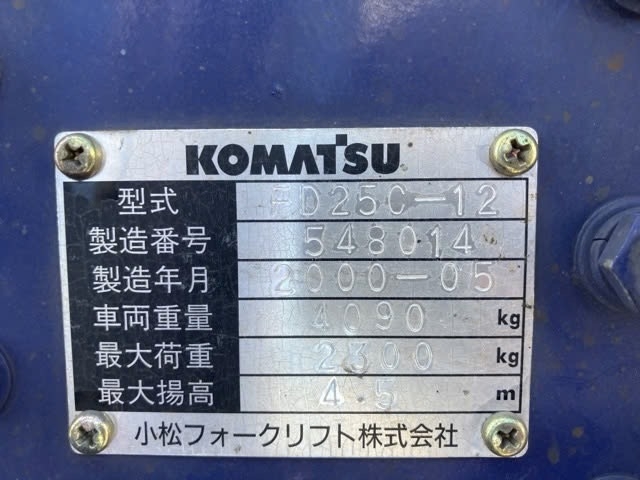 KOMATSU
型式 FD25C-12
製造番号 548014
製造年月 2000-05
車両重量 4090 kg
最大荷重 2300 kg
最大揚高 4.5 m
小松フォークリフト株式会社